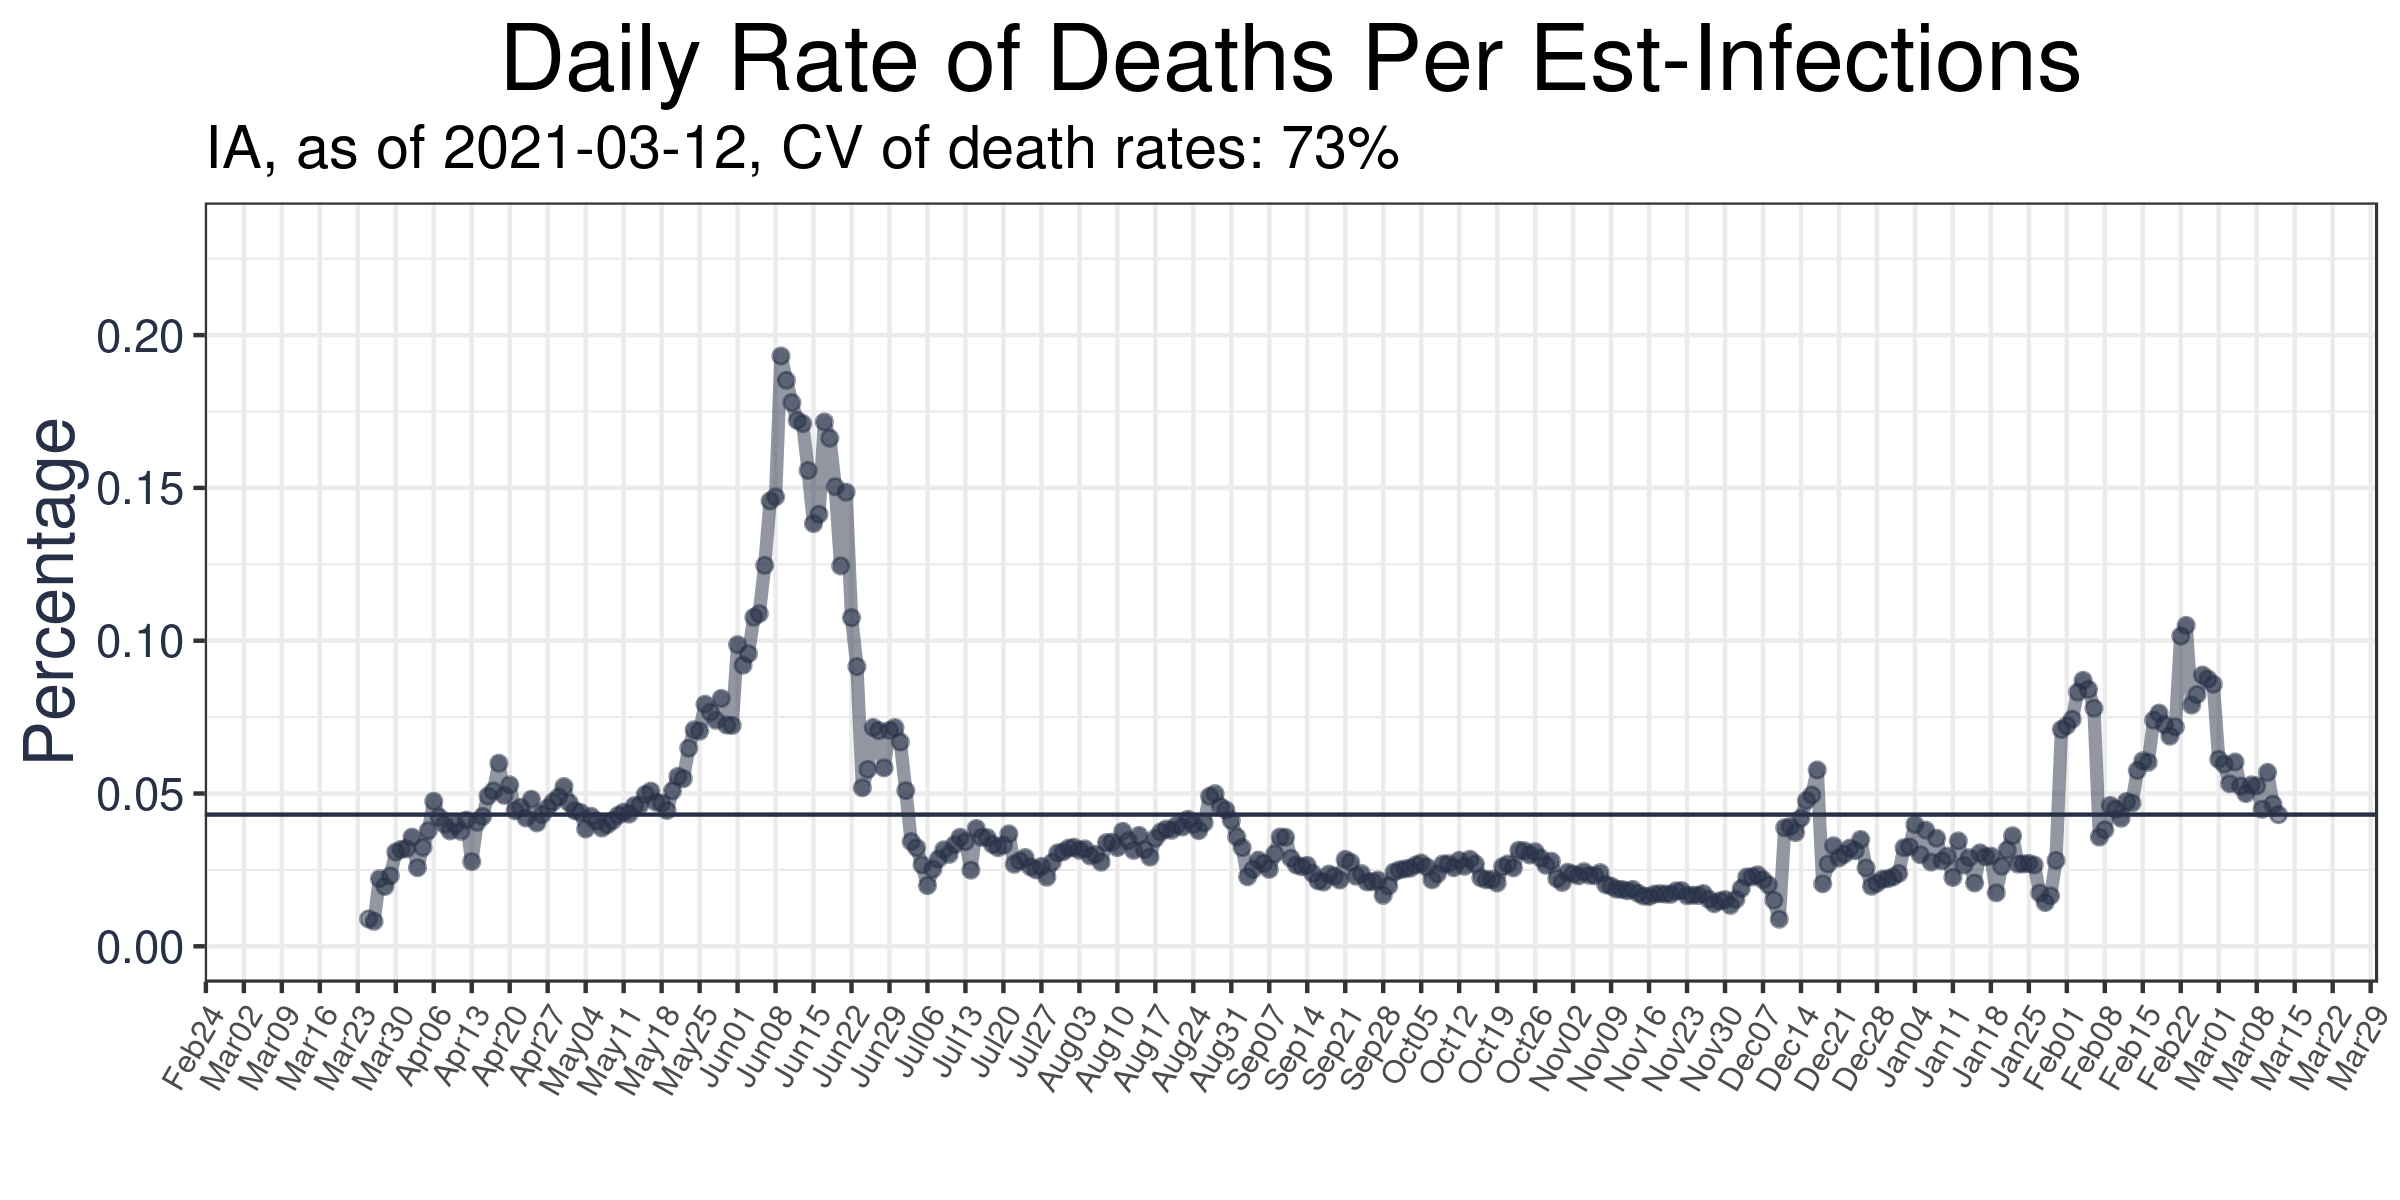 Daily Rate of Deaths Per Est-Infections
IA, as of 2021-03-12, CV of death rates: 73%
Percentage
0.20
0.15
0.10
0.05
0.00
Feb24
Mar02
Mar09
Mar16
Mar23
Mar30
Apr06
Apr13
Apr20
Apr27
May04
May11
May18
May25
Jun01
Jun08
Jun15
Jun22
Jun29
Jul06
Jul13
Jul20
Jul27
Aug03
Aug10
Aug17
Aug24
Aug31
Sep07
Sep14
Sep21
Sep28
Oct05
Oct12
Oct19
Oct26
Nov02
Nov09
Nov16
Nov23
Nov30
Dec07
Dec14
Dec21
Dec28
Jan04
Jan11
Jan18
Jan25
Feb01
Feb08
Feb15
Feb22
Mar01
Mar08
Mar15
Mar22
Mar29